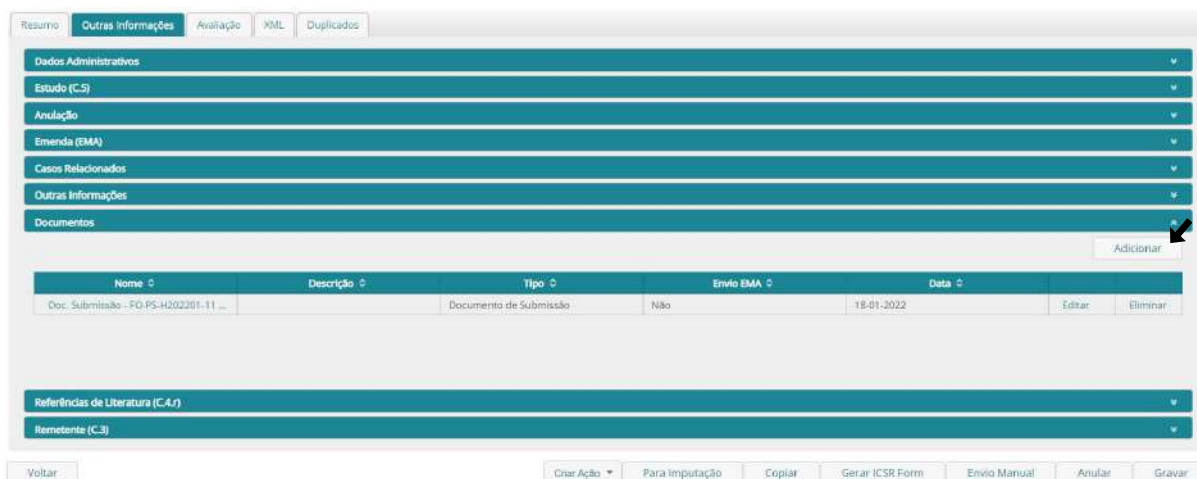 Resumo Outras Informações Avaliação XML Duplicados
Dados Administrativos
Estudo (C.5)
Anulação
Emenda (EMA)
Casos Relacionados
Outras Informações
Documentos
Adicionar
Nome Descrição Tipo Envio EMA Data
Doc. Submissão - FO-PS-H202201-11 ... Documento de Submissão Não 18-01-2022 Editar Eliminar
Referências de Literatura (C.4.r)
Remetente (C.3)
Voltar Criar Ação Para Imputação Copiar Gerar ICSR Form Envio Manual Anular Gravar